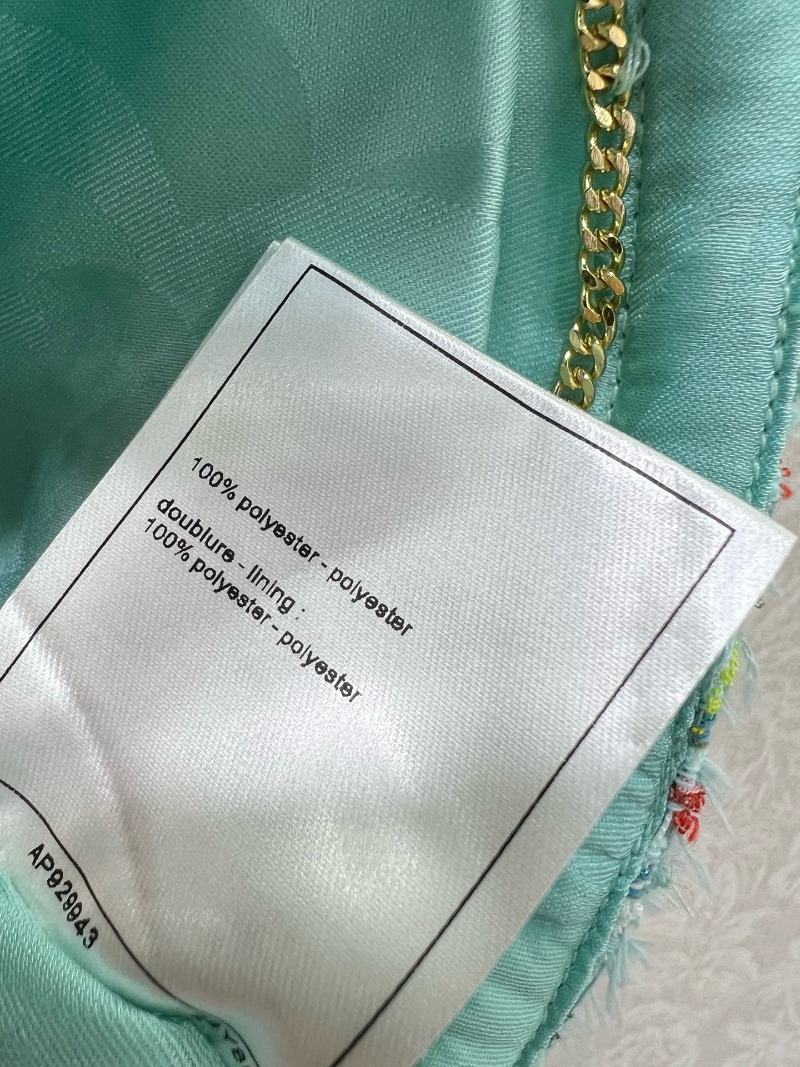 100% polyester - polyester
doublure - lining :
100% polyester - polyester
AP929943